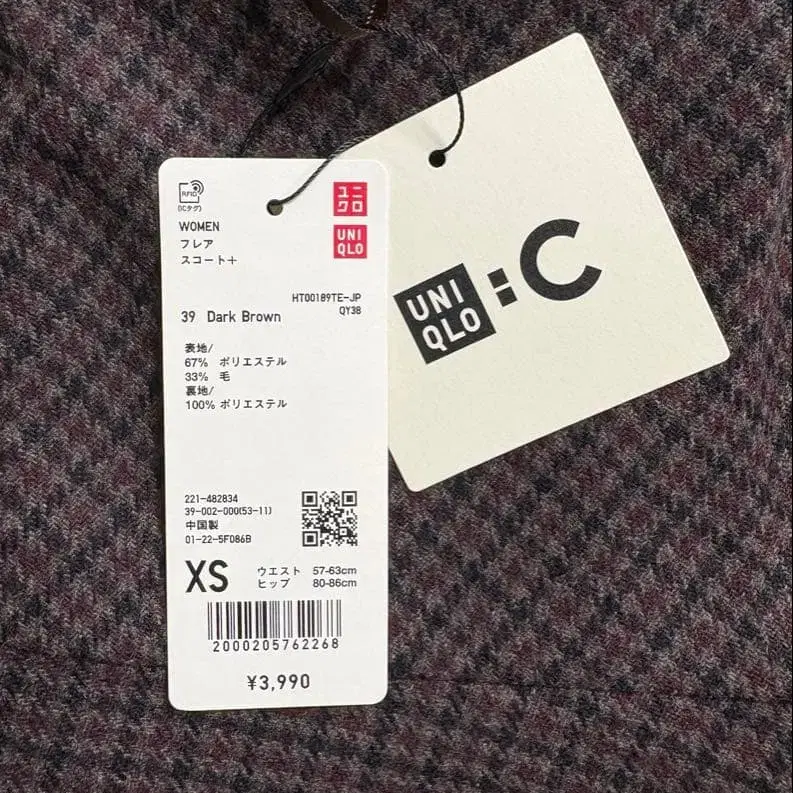 RFID
(ICタグ)
ユニ
クロ
UNI
QLO
WOMEN
フレア
スコート+
HT00189TE-JP
QY38
39 Dark Brown
表地/
67% ポリエステル
33% 毛
裏地/
100% ポリエステル
221-482834
39-002-000(53-11)
中国製
01-22-5F086B
XS
ウエスト 57-63cm
ヒップ 80-86cm
2000205762268
¥3,990
UNI
QLO
:C